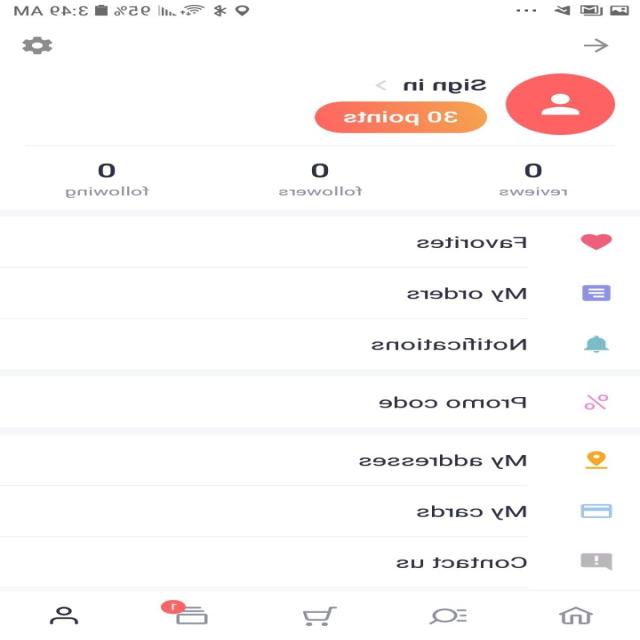 3:49 AM 95%
Sign in >
30 points
0 reviews
0 followers
0 following
Favorites
My orders
Notifications
Promo code
My addresses
My cards
Contact us
1